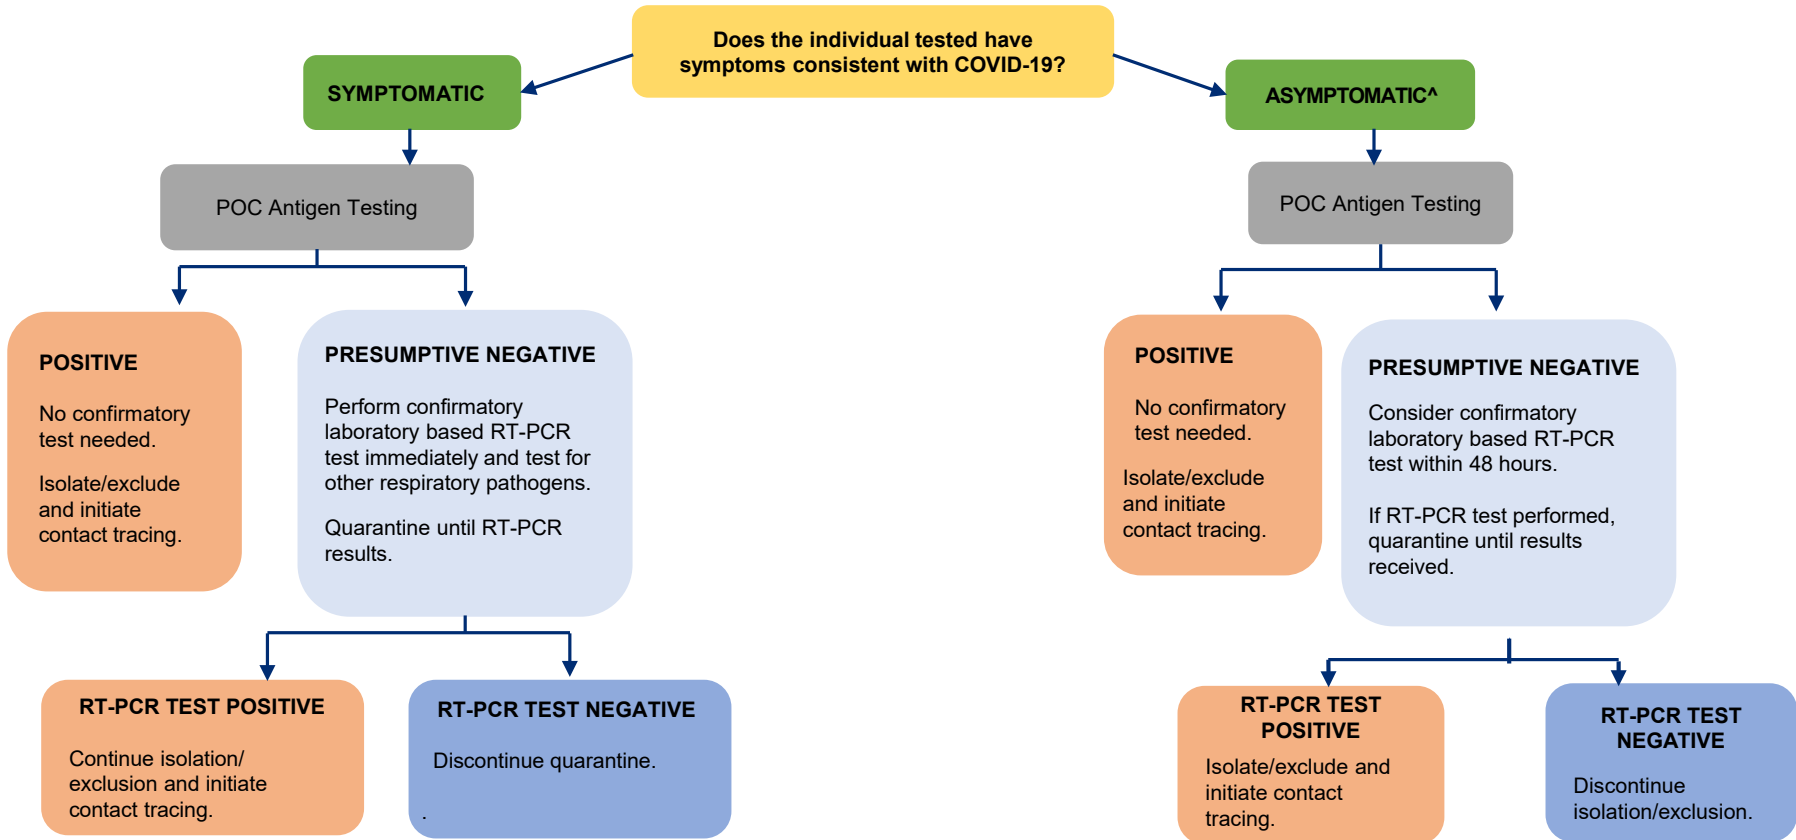 Does the individual tested have
symptoms consistent with COVID-19?
SYMPTOMATIC
ASYMPTOMATIC^
POC Antigen Testing
POC Antigen Testing
POSITIVE
No confirmatory
test needed.
Isolate/exclude
and initiate
contact tracing.
PRESUMPTIVE NEGATIVE
Perform confirmatory
laboratory based RT-PCR
test immediately and test for
other respiratory pathogens.
Quarantine until RT-PCR
results.
POSITIVE
No confirmatory
test needed.
Isolate/exclude
and initiate
contact tracing.
PRESUMPTIVE NEGATIVE
Consider confirmatory
laboratory based RT-PCR
test within 48 hours.
If RT-PCR test performed,
quarantine until results
received.
RT-PCR TEST POSITIVE
Continue isolation/
exclusion and initiate
contact tracing.
RT-PCR TEST NEGATIVE
Discontinue quarantine.
.
RT-PCR TEST
POSITIVE
Isolate/exclude and
initiate contact
tracing.
RT-PCR TEST
NEGATIVE
Discontinue
isolation/exclusion.